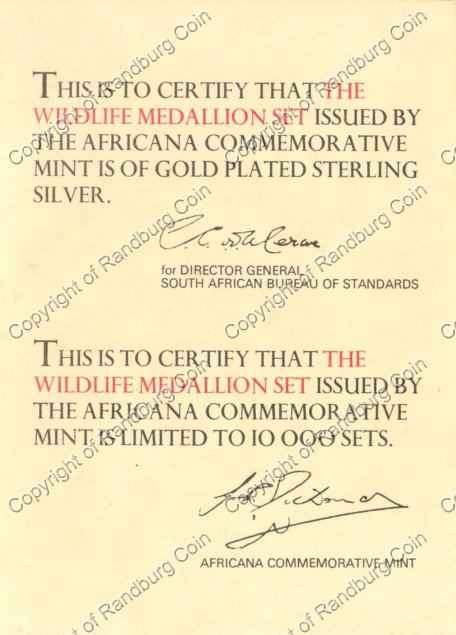 THIS IS TO CERTIFY THAT THE
WILDLIFE MEDALLION SET ISSUED BY
THE AFRICANA COMMEMORATIVE
MINT IS OF GOLD PLATED STERLING
SILVER.
for DIRECTOR GENERAL
SOUTH AFRICAN BUREAU OF STANDARDS
THIS IS TO CERTIFY THAT THE
WILDLIFE MEDALLION SET ISSUED BY
THE AFRICANA COMMEMORATIVE
MINT IS LIMITED TO 10 000 SETS.
AFRICANA COMMEMORATIVE MINT
Copyright of Randburg Coin